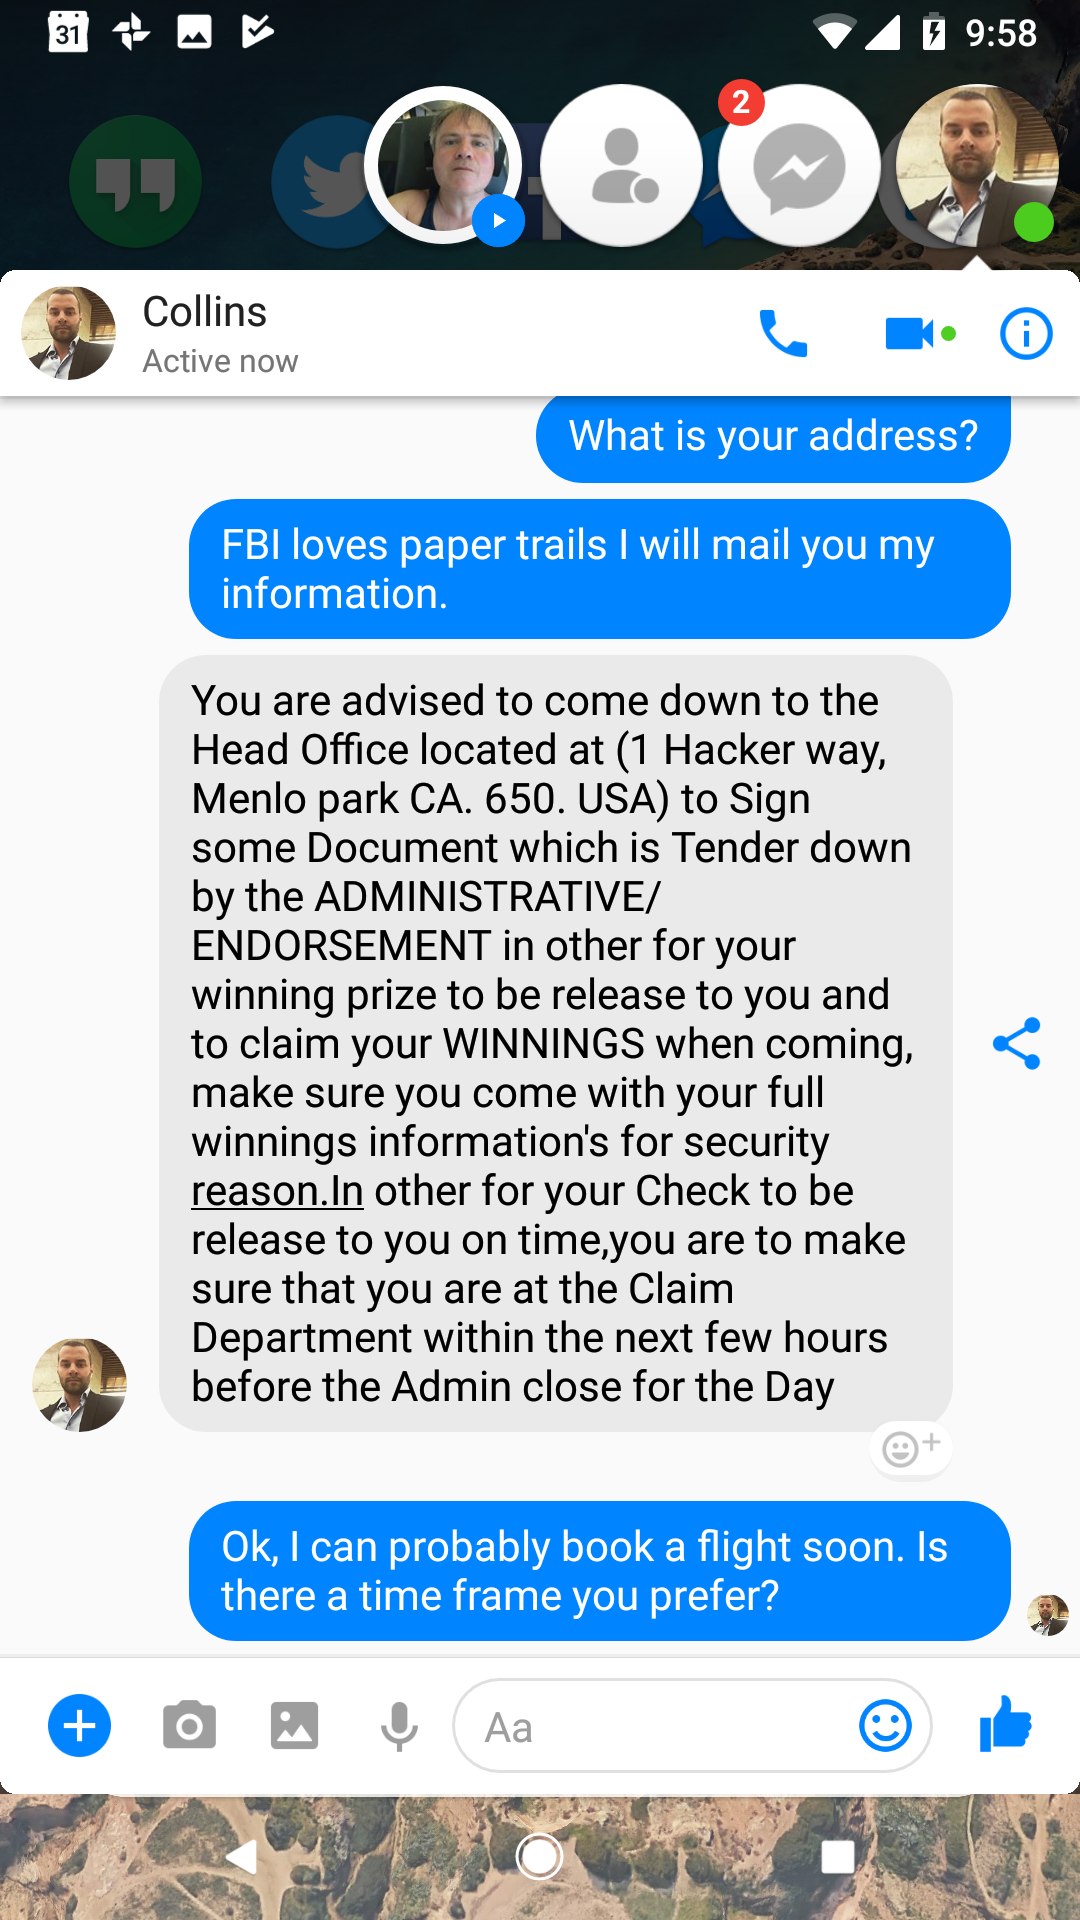 31
9:58
2
Collins
Active now
What is your address?
FBI loves paper trails I will mail you my
information.
You are advised to come down to the
Head Office located at (1 Hacker way,
Menlo park CA. 650. USA) to Sign
some Document which is Tender down
by the ADMINISTRATIVE/
ENDORSEMENT in other for your
winning prize to be release to you and
to claim your WINNINGS when coming,
make sure you come with your full
winnings information's for security
reason.In other for your Check to be
release to you on time,you are to make
sure that you are at the Claim
Department within the next few hours
before the Admin close for the Day
Ok, I can probably book a flight soon. Is
there a time frame you prefer?
Aa